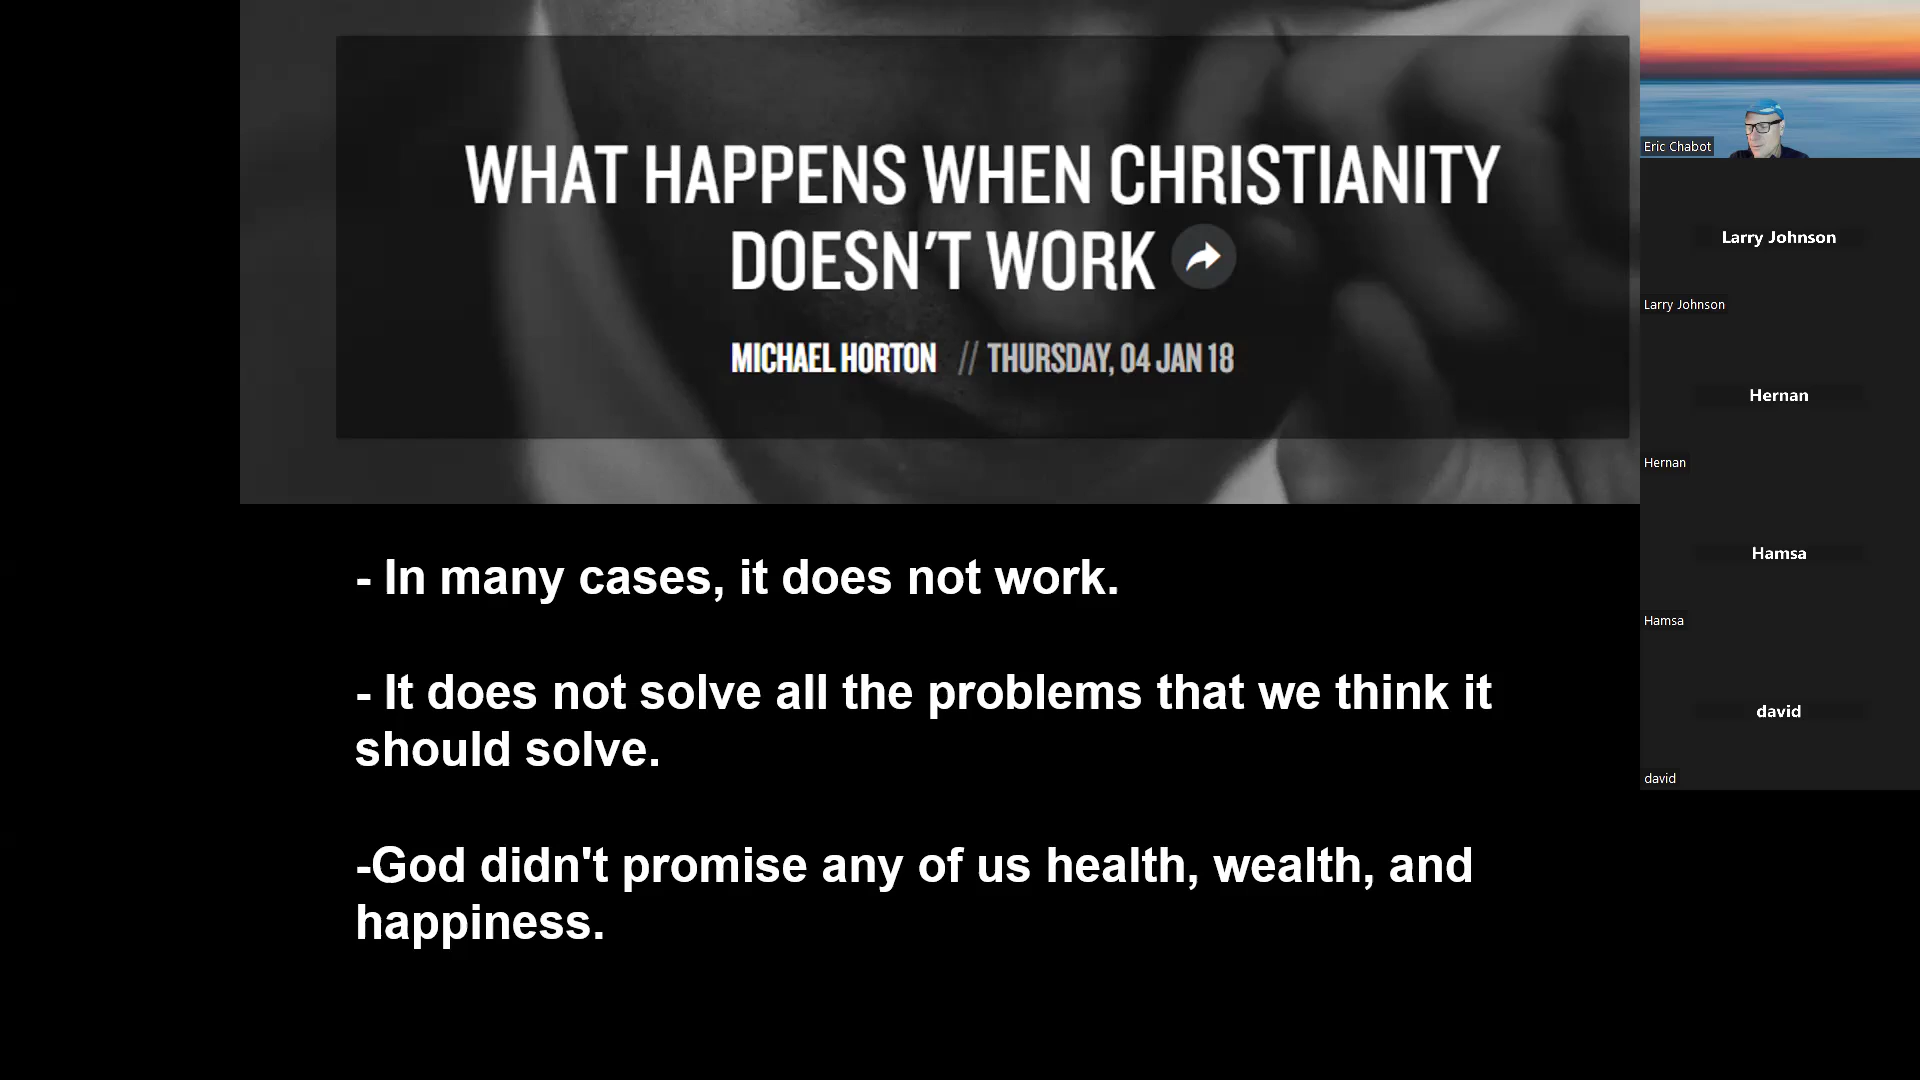 WHAT HAPPENS WHEN CHRISTIANITY
DOESN'T WORK
MICHAEL HORTON // THURSDAY, 04 JAN 18
- In many cases, it does not work.
- It does not solve all the problems that we think it
should solve.
-God didn't promise any of us health, wealth, and
happiness.
Eric Chabot
Larry Johnson
Larry Johnson
Hernan
Hernan
Hamsa
Hamsa
david
david